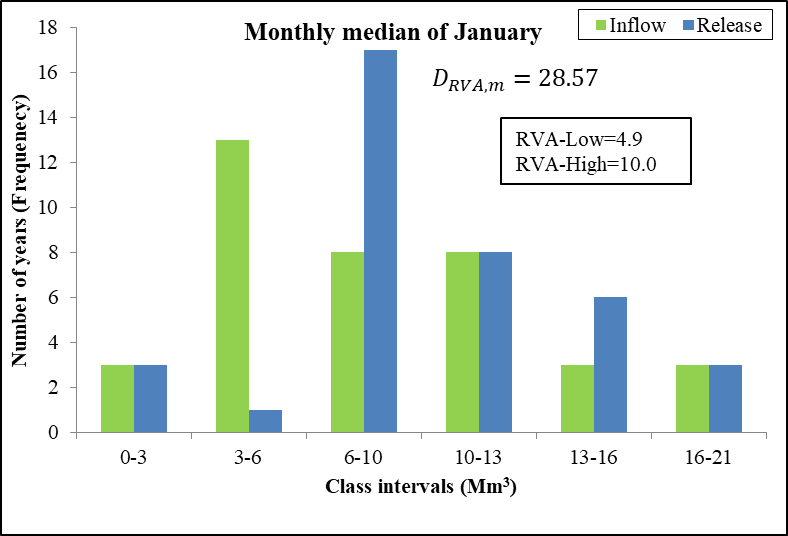 Monthly median of January
Inflow
Release
D_{RVA,m} = 28.57
RVA-Low=4.9
RVA-High=10.0
Number of years (Frequenecy)
18
16
14
12
10
8
6
4
2
0
0-3 3-6 6-10 10-13 13-16 16-21
Class intervals (Mm³)